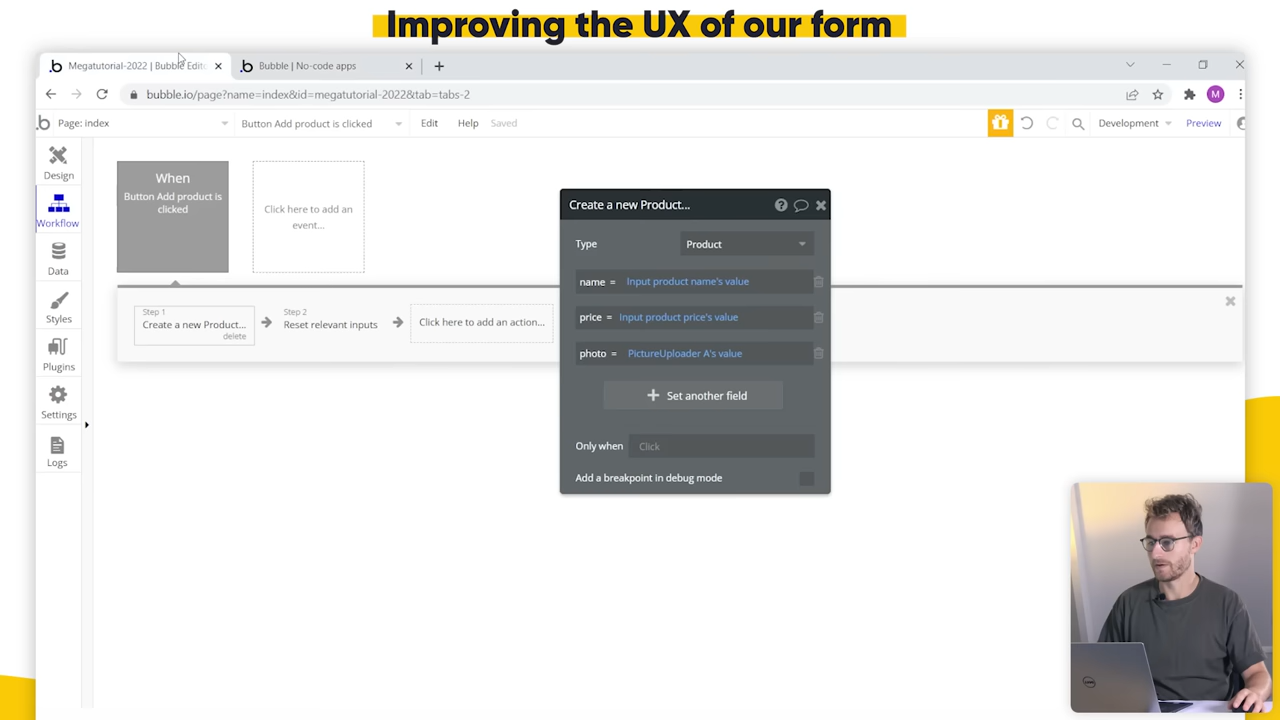 Improving the UX of our form
Megatutorial-2022 | Bubble Edito
Bubble | No-code apps
bubble.io/page?name=index&id=megatutorial-2022&tab=tabs-2
M
Page: index
Button Add product is clicked
Edit
Help
Saved
Development
Preview
Design
Workflow
Data
Styles
Plugins
Settings
Logs
When
Button Add product is
clicked
Click here to add an
event...
Step 1
Create a new Product...
delete
Step 2
Reset relevant inputs
Click here to add an action...
Create a new Product...
Type
Product
name = Input product name's value
price = Input product price's value
photo = PictureUploader A's value
Set another field
Only when
Click
Add a breakpoint in debug mode
DELL